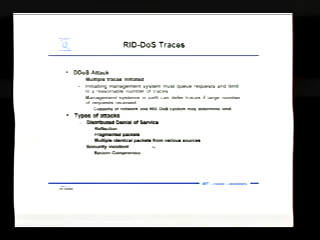 RID-DoS Traces
• DDoS Attack
Multiple traces initiated
– Initiating management system must queue requests and limit
to a reasonable number of traces
Management systems in path can defer traces if large number
of requests received
Capacity of network and RID DoS system may determine limit
• Types of attacks
– Distributed Denial of Service
Reflection
Fragmented packets
Multiple identical packets from various sources
Security incident
System Compromise